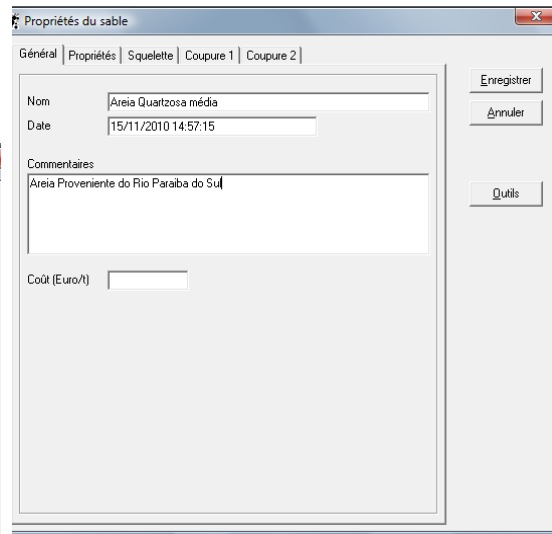 Propriétés du sable
Général Propriétés Squelette Coupure 1 Coupure 2
Enregistrer
Annuler
Outils
Nom Areia Quartzosa média
Date 15/11/2010 14:57:15
Commentaires
Areia Proveniente do Rio Paraiba do Sul
Coût (Euro/t)